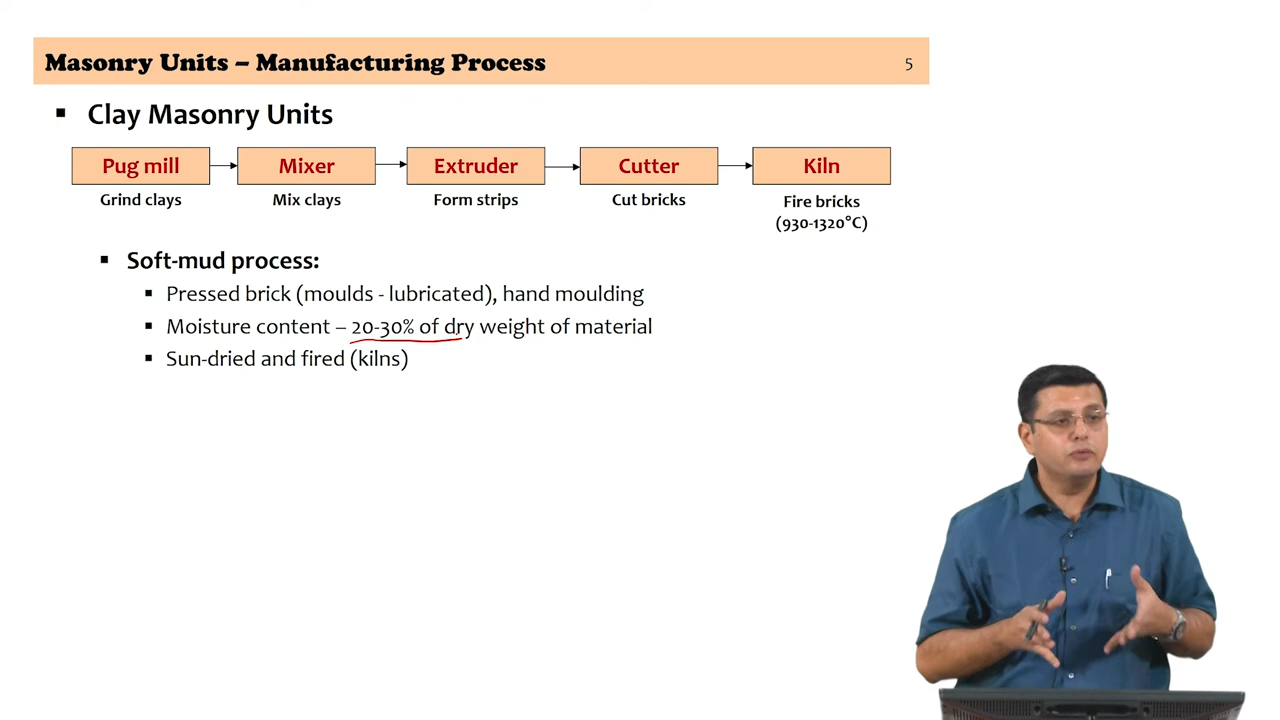 Masonry Units – Manufacturing Process
5
▪ Clay Masonry Units
Pug mill
Mixer
Extruder
Cutter
Kiln
Grind clays
Mix clays
Form strips
Cut bricks
Fire bricks
(930-1320°C)
▪ Soft-mud process:
▪ Pressed brick (moulds - lubricated), hand moulding
▪ Moisture content – 20-30% of dry weight of material
▪ Sun-dried and fired (kilns)